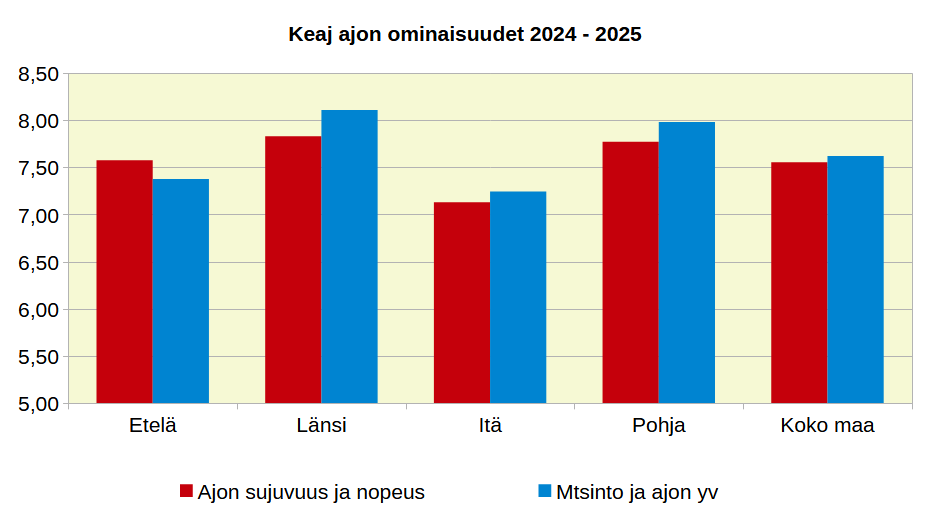 Keaj ajon ominaisuudet 2024 - 2025
8,50
8,00
7,50
7,00
6,50
6,00
5,50
5,00
Etelä Länsi Itä Pohja Koko maa
Ajon sujuvuus ja nopeus Mtsinto ja ajon yv